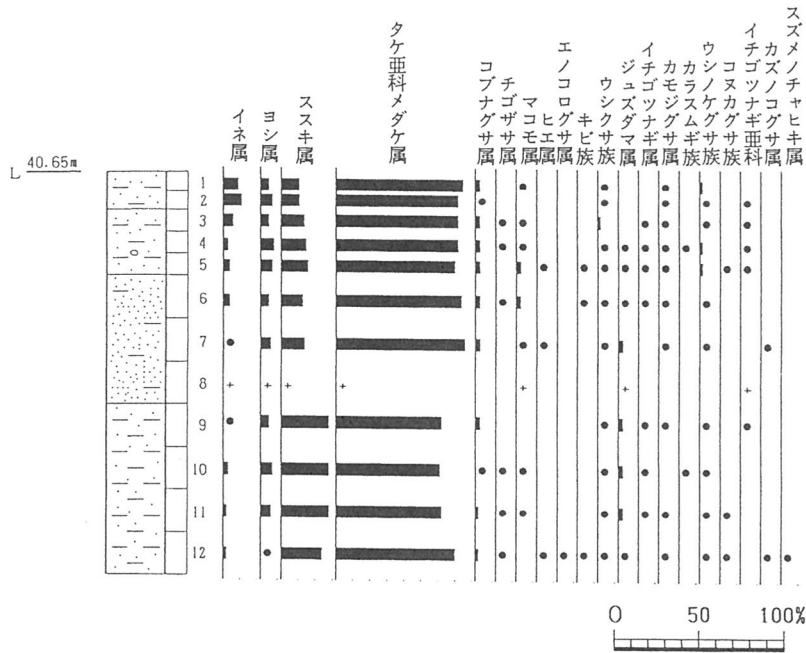 イネ属
ヨシ属
ススキ属
タケ亜科メダケ属
コブナグサ属
チゴザサ属
マコモ属
ヒエ属
エノコログサ属
キビ族
ウシクサ族
ジュズダマ属
イチゴツナギ属
カモジグサ属
カラスムギ族
ウシノケグサ族
コヌカグサ族
イチゴツナギ亜科
カズノコグサ属
スズメノチャヒキ属
L 40.65m
1
2
3
4
5
6
7
8
9
10
11
12
0 50 100%